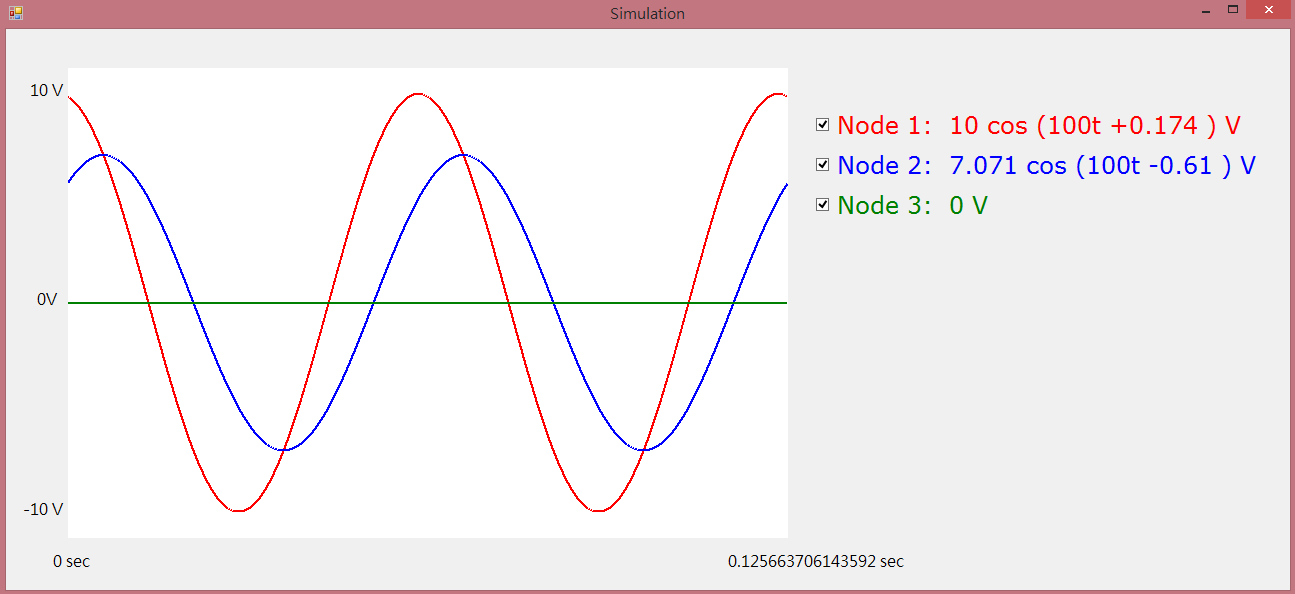 Simulation
10 V
0V
-10 V
0 sec
0.125663706143592 sec
Node 1: 10 cos (100t +0.174 ) V
Node 2: 7.071 cos (100t -0.61 ) V
Node 3: 0 V